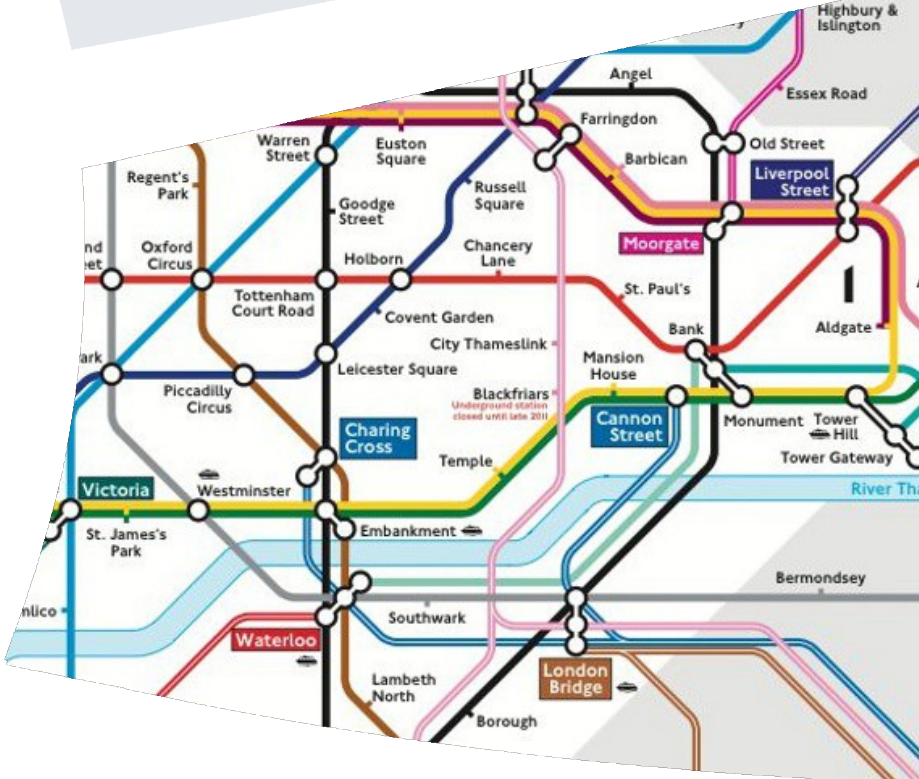 Highbury &
Islington
Angel
Essex Road
Farringdon
Old Street
Warren
Street
Euston
Square
Barbican
Liverpool
Street
Regent's
Park
Russell
Square
Goodge
Street
Moorgate
Oxford
Circus
Holborn
Chancery
Lane
Tottenham
Court Road
St. Paul's
Covent Garden
Bank
1
Aldgate
City Thameslink
Mansion
House
Leicester Square
Piccadilly
Circus
Blackfriars
Underground station
closed until late 2011
Cannon
Street
Monument
Tower
Hill
Charing
Cross
Temple
Tower Gateway
Victoria
Westminster
River
St. James's
Park
Embankment
Bermondsey
Southwark
Waterloo
London
Bridge
Lambeth
North
Borough